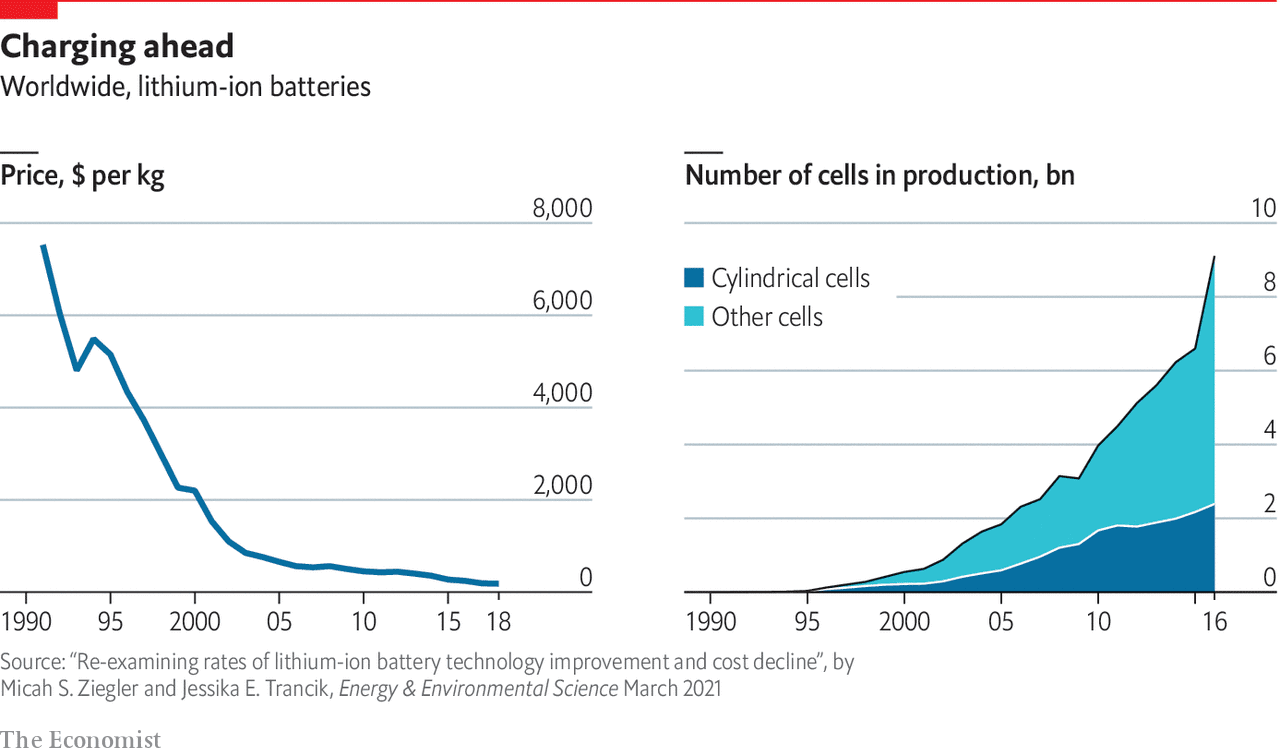 Charging ahead
Worldwide, lithium-ion batteries
Price, $ per kg
8,000
6,000
4,000
2,000
0
1990 95 2000 05 10 15 18
Number of cells in production, bn
10
Cylindrical cells
8
Other cells
6
4
2
0
1990 95 2000 05 10 16
Source: “Re-examining rates of lithium-ion battery technology improvement and cost decline”, by
Micah S. Ziegler and Jessika E. Trancik, Energy & Environmental Science March 2021
The Economist